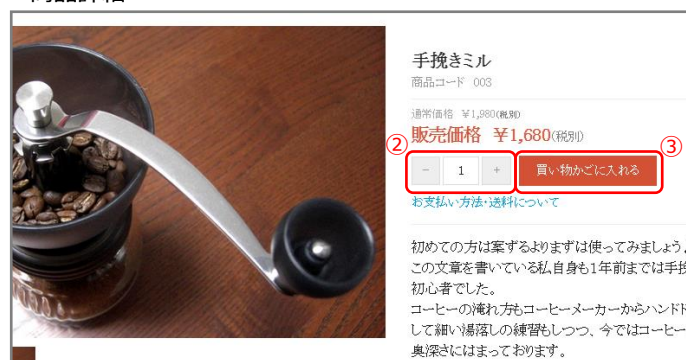 手挽きミル
商品コード 003
通常価格 ¥1,980(税別)
販売価格 ¥1,680(税別)
② ③
- 1 + 買い物かごに入れる
お支払い方法・送料について
初めての方は案ずるよりまずは使ってみましょう
この文章を書いている私自身も1年前までは手挽
初心者でした。
コーヒーの淹れ方もコーヒーメーカーからハンドド
して細い湯落しの練習もしつつ、今ではコーヒー
奥深さにはまっております。